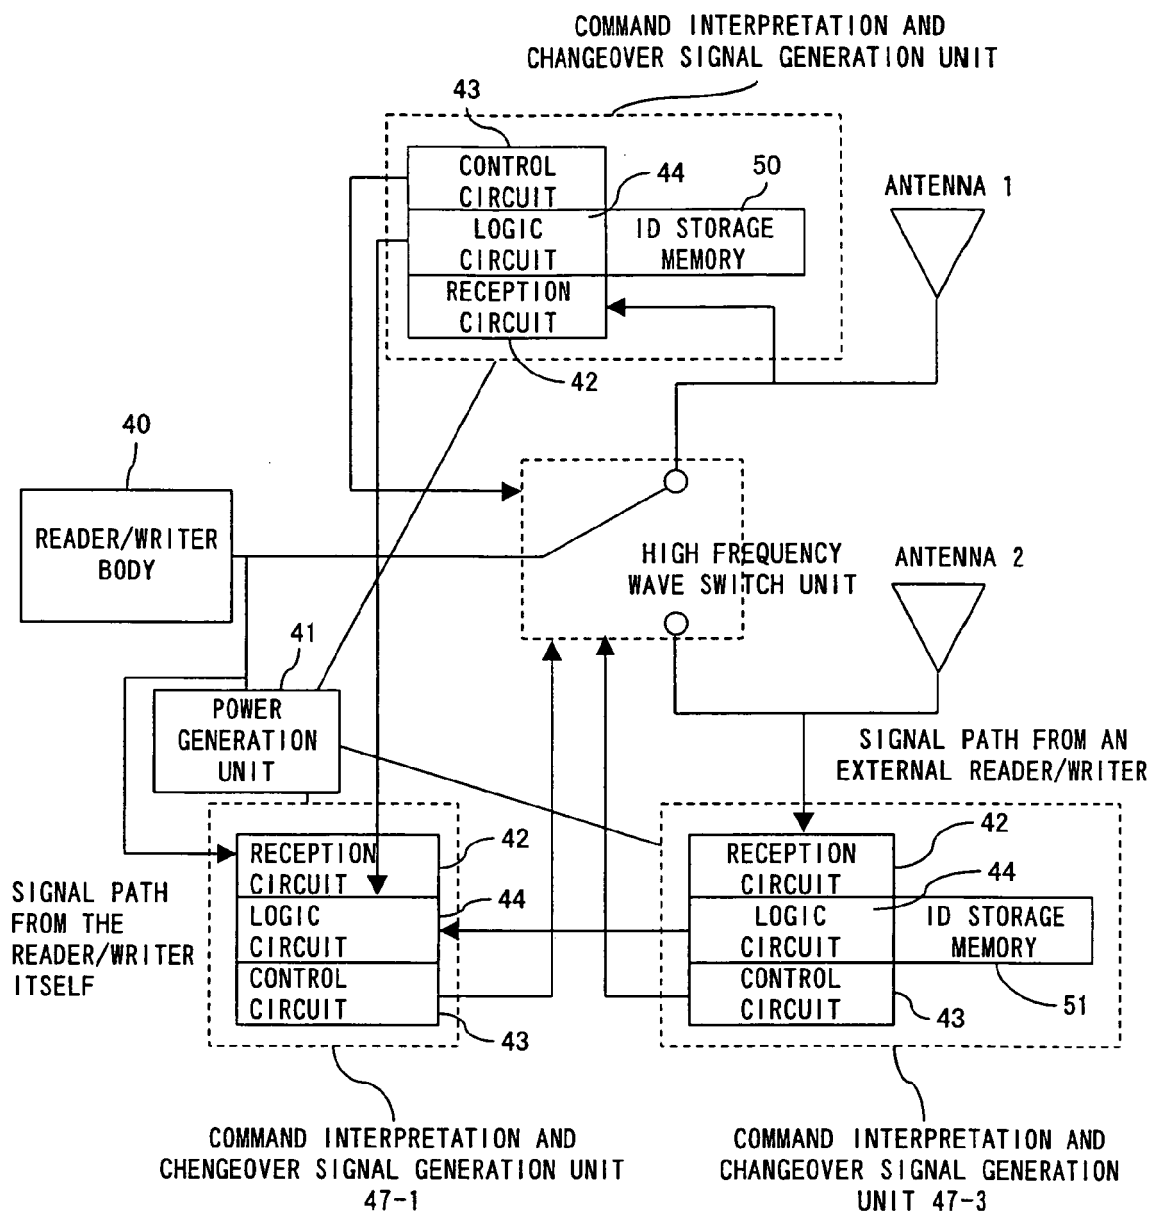 COMMAND INTERPRETATION AND
CHANGEOVER SIGNAL GENERATION UNIT
43
CONTROL
CIRCUIT
44
50
LOGIC
CIRCUIT
ID STORAGE
MEMORY
RECEPTION
CIRCUIT
42
ANTENNA 1
40
READER/WRITER
BODY
HIGH FREQUENCY
WAVE SWITCH UNIT
ANTENNA 2
41
POWER
GENERATION
UNIT
SIGNAL PATH FROM AN
EXTERNAL READER/WRITER
RECEPTION
CIRCUIT
42
LOGIC
CIRCUIT
44
CONTROL
CIRCUIT
43
SIGNAL PATH
FROM THE
READER/WRITER
ITSELF
RECEPTION
CIRCUIT
42
44
LOGIC
CIRCUIT
ID STORAGE
MEMORY
CONTROL
CIRCUIT
43
51
COMMAND INTERPRETATION AND
CHENGEOVER SIGNAL GENERATION UNIT
47-1
COMMAND INTERPRETATION AND
CHANGEOVER SIGNAL GENERATION
UNIT 47-3